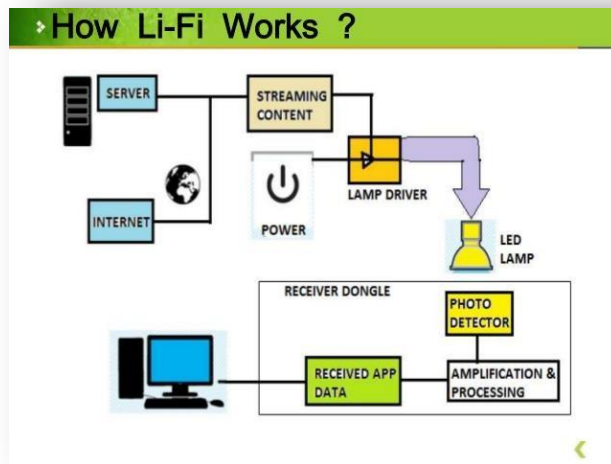 How Li-Fi Works ?
SERVER
STREAMING
CONTENT
INTERNET
POWER
LAMP DRIVER
LED
LAMP
RECEIVER DONGLE
PHOTO
DETECTOR
RECEIVED APP
DATA
AMPLIFICATION &
PROCESSING